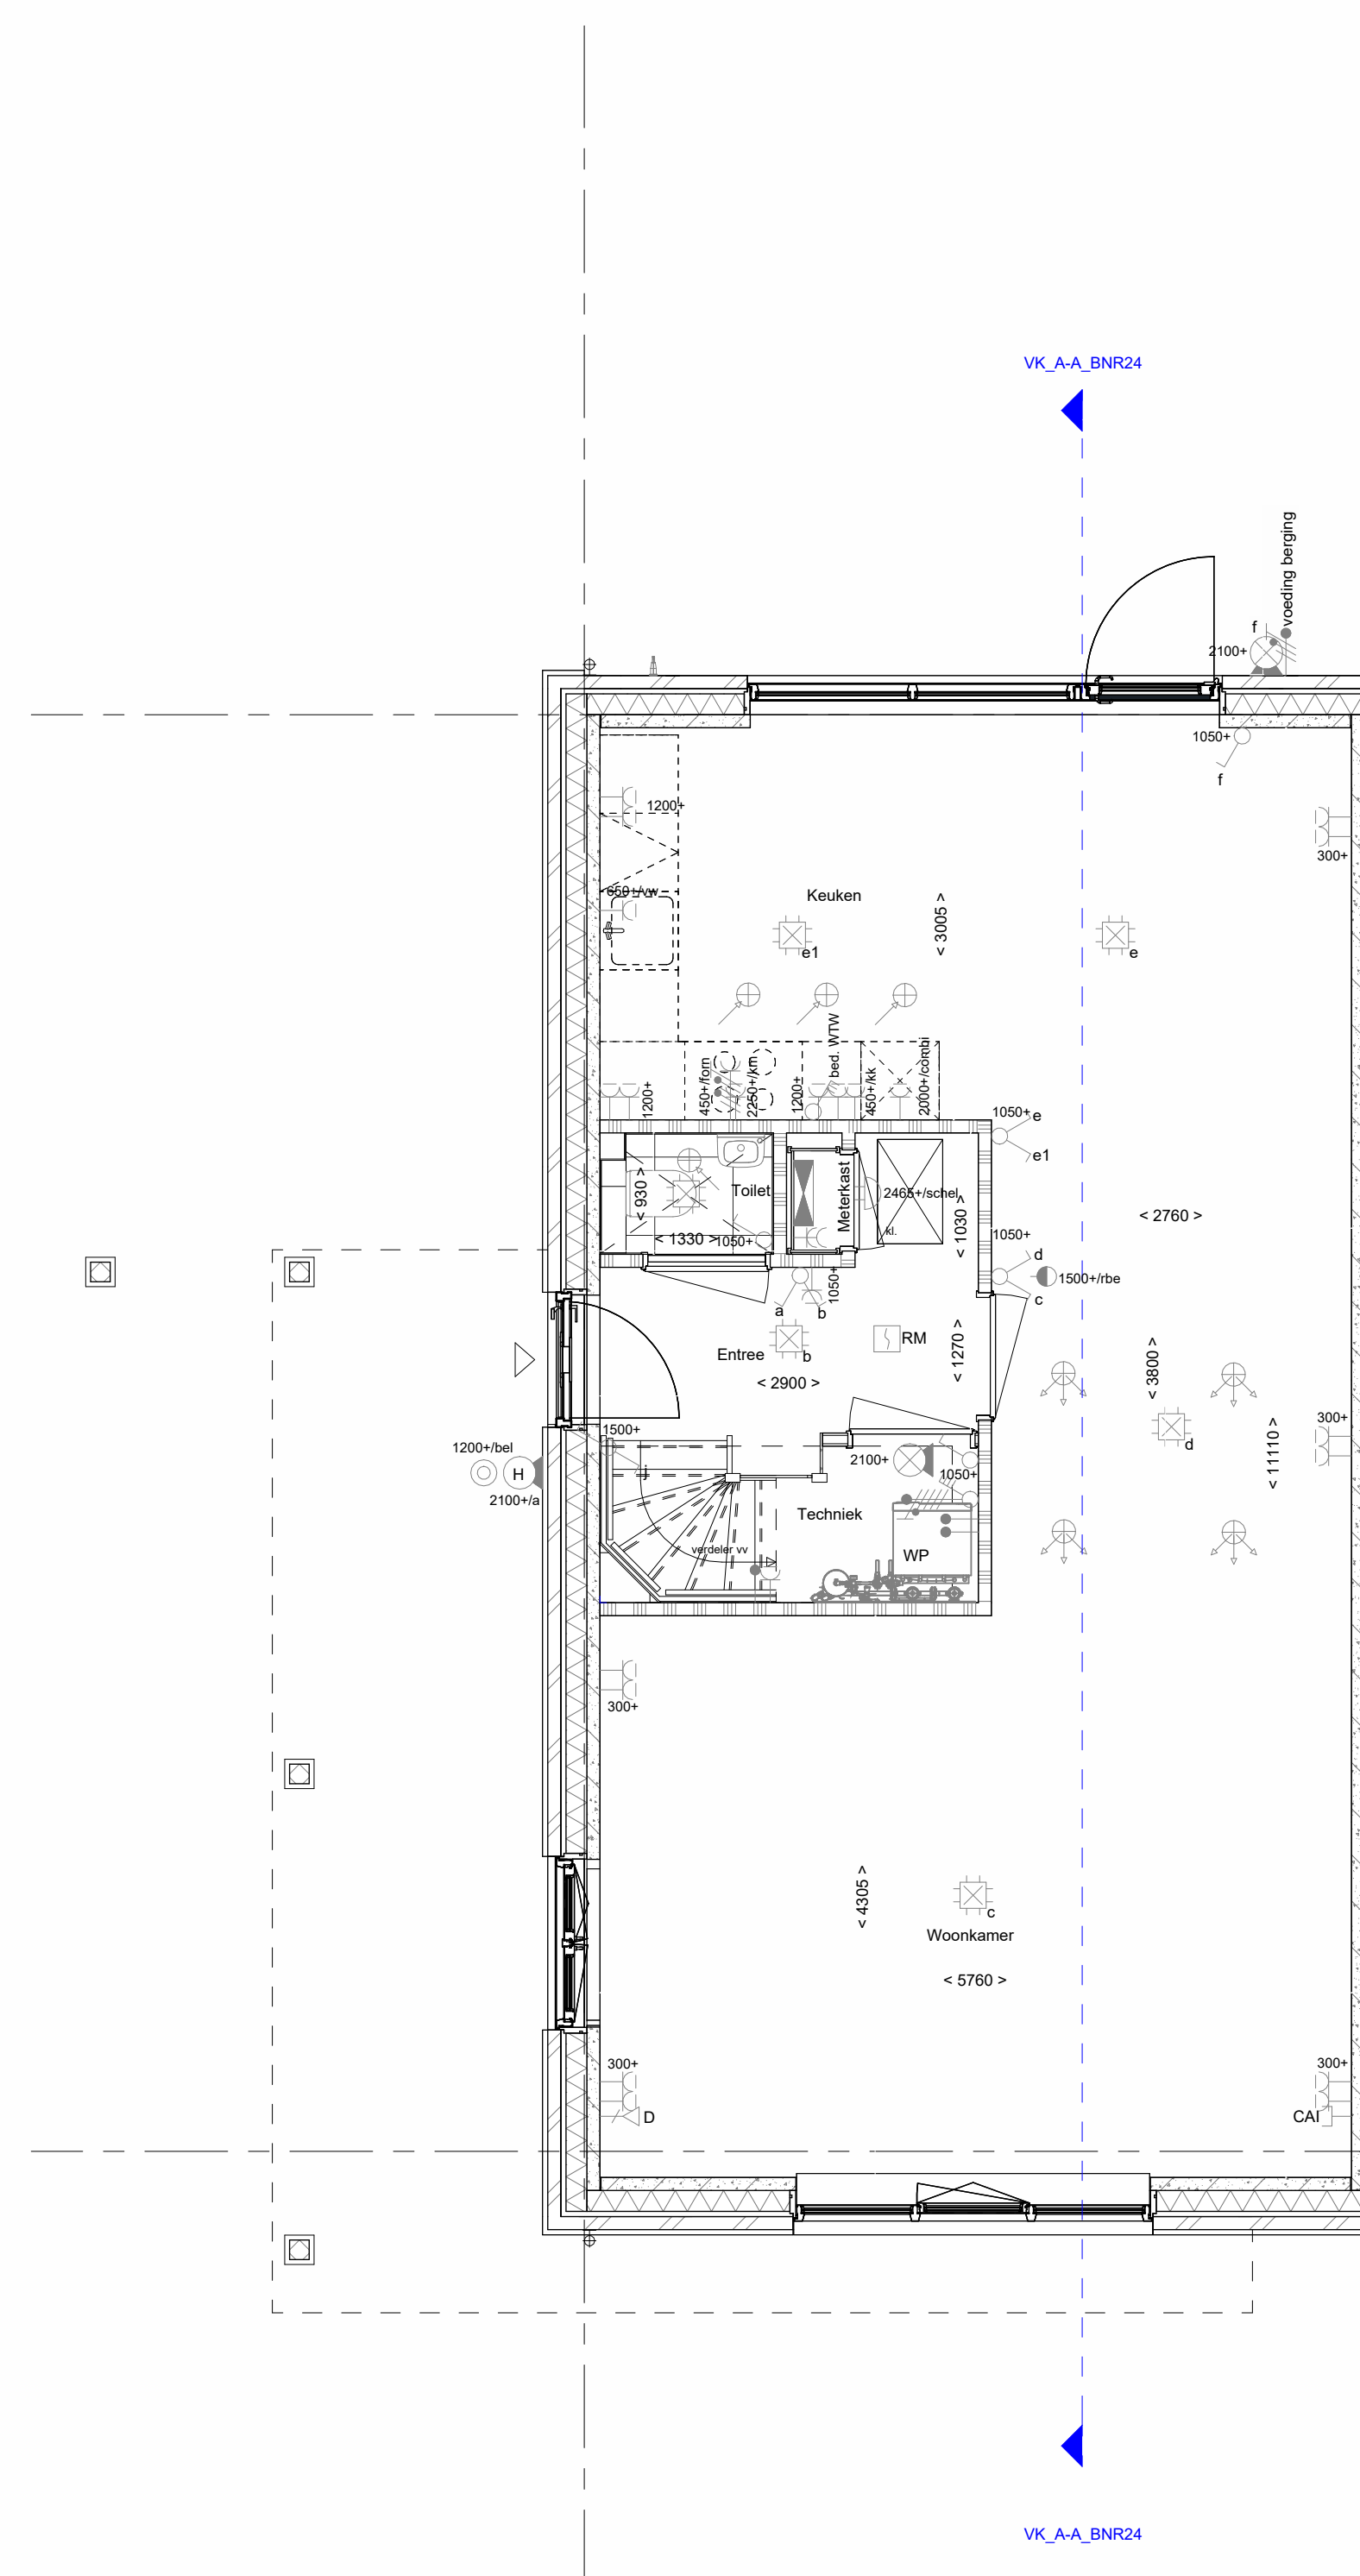 VK_A-A_BNR24
voeding berging
f
2100+
1050+
f
1200+
300+
650+/vw
Keuken
< 3005 >
e1
e
bed. WTW
1200+
450+/forn
2250+/km
1200+
450+/kk
2000+/combi
1050+
e
e1
Toilet
< 930 >
< 1330 >
1050+
Meterkast
2465+/schel
kl.
< 1030 >
< 2760 >
1050+
d
1500+/rbe
c
1050+
a
b
Entree
b
RM
< 2900 >
< 1270 >
< 3800 >
d
300+
< 11110 >
1500+
j
1200+/bel
H
2100+/a
2100+
1050+
Techniek
verdeler vv
WP
300+
< 4305 >
c
Woonkamer
< 5760 >
300+
D
300+
CAI
VK_A-A_BNR24